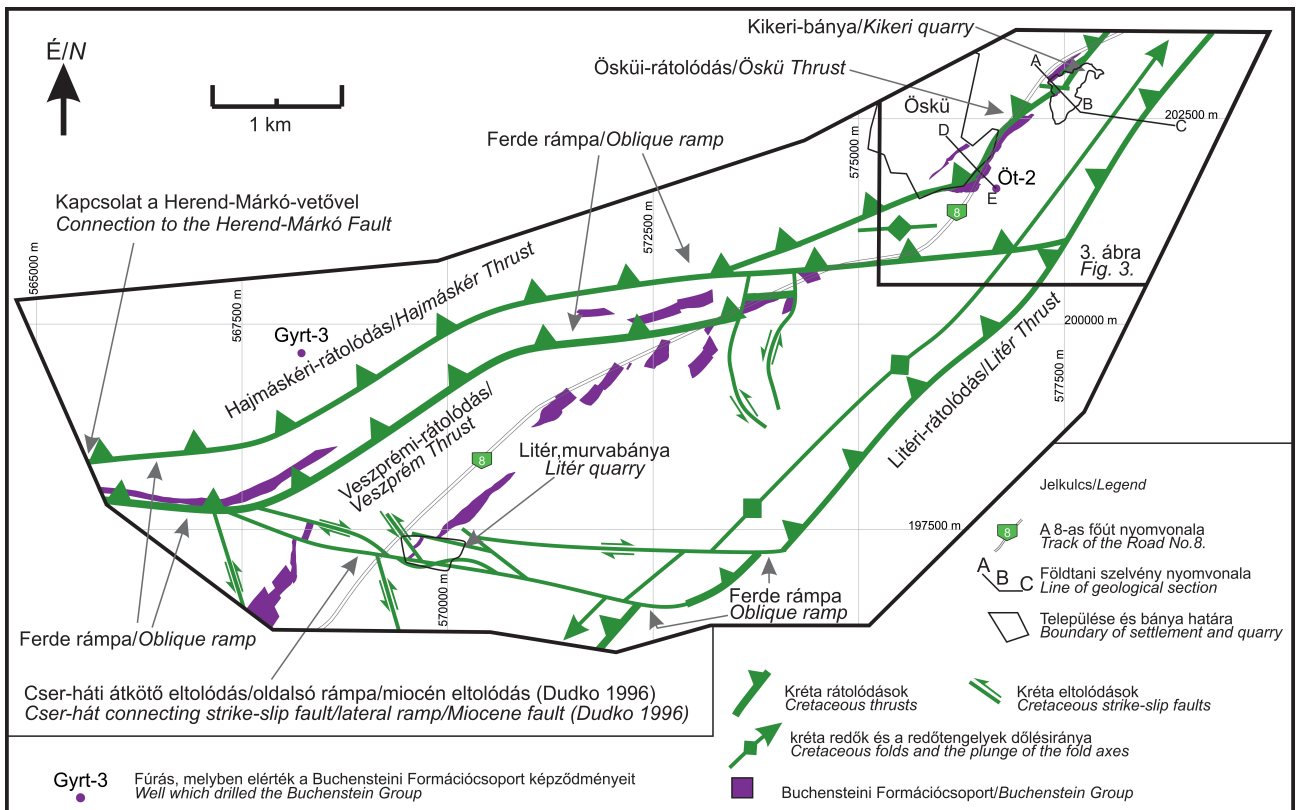 Kikeri-bánya/Kikeri quarry
É/N
1 km
Ösküi-rátolódás/Öskü Thrust
Öskü
A
B
C
202500 m
D
E
Öt-2
575000 m
8
Ferde rámpa/Oblique ramp
Kapcsolat a Herend-Márkó-vetővel
Connection to the Herend-Márkó Fault
572500 m
565000 m
567500 m
3. ábra
Fig. 3.
Gyrt-3
Hajmáskéri-rátolódás/Hajmáskér Thrust
200000 m
577500 m
Litéri-rátolódás/Litér Thrust
Veszprémi-rátolódás/
Veszprém Thrust
8
Litér,murvabánya
Litér quarry
197500 m
570000 m
Ferde rámpa
Oblique ramp
Ferde rámpa/Oblique ramp
Cser-háti átkötő eltolódás/oldalsó rámpa/miocén eltolódás (Dudko 1996)
Cser-hát connecting strike-slip fault/lateral ramp/Miocene fault (Dudko 1996)
Jelkulcs/Legend
8
A 8-as főút nyomvonala
Track of the Road No.8.
A
B
C
Földtani szelvény nyomvonala
Line of geological section
Települése és bánya határa
Boundary of settlement and quarry
Kréta rátolódások
Cretaceous thrusts
Kréta eltolódások
Cretaceous strike-slip faults
kréta redők és a redőtengelyek dőlésiránya
Cretaceous folds and the plunge of the fold axes
Gyrt-3
Fúrás, melyben elérték a Buchensteini Formációcsoport képződményeit
Well which drilled the Buchenstein Group
Buchensteini Formációcsoport/Buchenstein Group